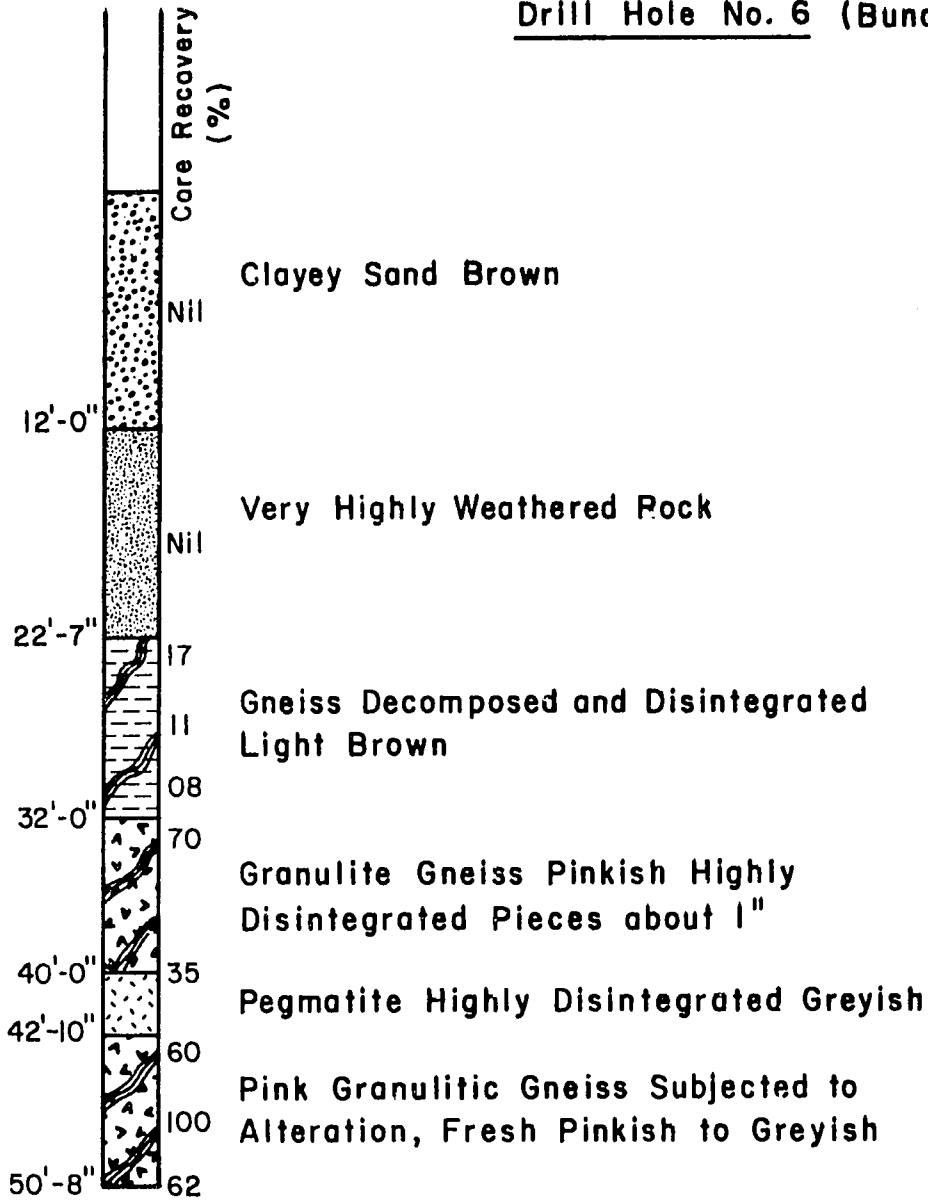 Drill Hole No. 6 (Bund
Core Recovery
(%)
Clayey Sand Brown
Nil
12'-0"
Very Highly Weathered Rock
Nil
22'-7"
17
Gneiss Decomposed and Disintegrated
11
Light Brown
08
32'-0"
70
Granulite Gneiss Pinkish Highly
Disintegrated Pieces about 1"
40'-0"
35
Pegmatite Highly Disintegrated Greyish
42'-10"
60
Pink Granulitic Gneiss Subjected to
100
Alteration, Fresh Pinkish to Greyish
50'-8"
62